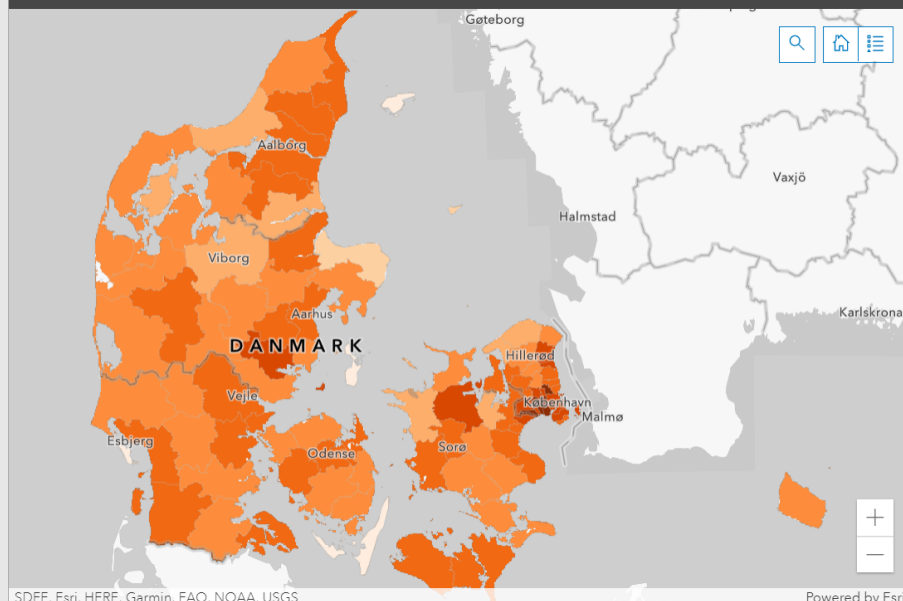 Gøteborg
Aalborg
Vaxjö
Halmstad
Viborg
Karlskrona
Aarhus
DANMARK
Hillerød
Vejle
København
Malmø
Esbjerg
Sorø
Odense
SDFE, Esri, HERE, Garmin, FAO, NOAA, USGS
Powered by Esri